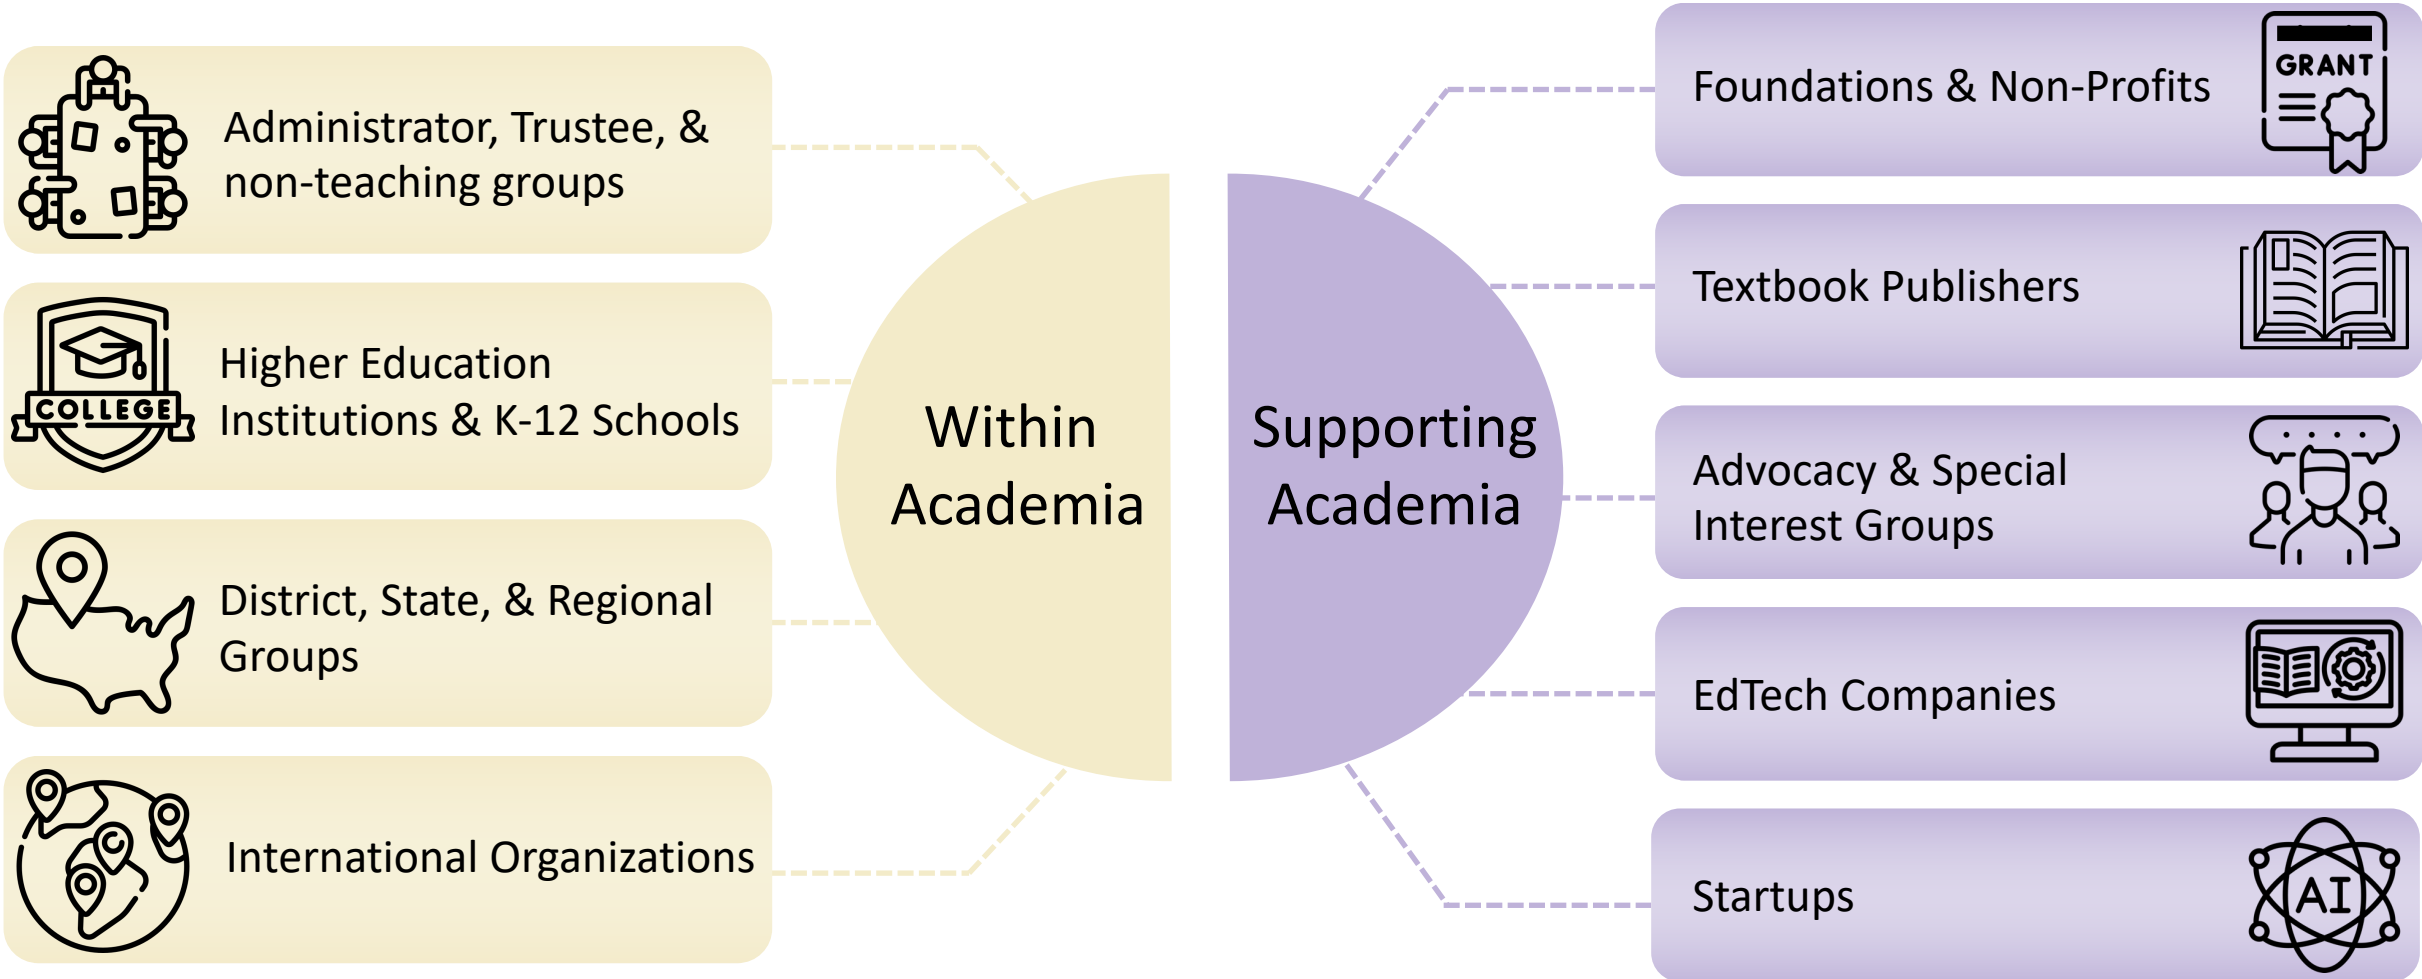 Administrator, Trustee, &
non-teaching groups
COLLEGE
Higher Education
Institutions & K-12 Schools
District, State, & Regional
Groups
International Organizations
Within
Academia
Supporting
Academia
Foundations & Non-Profits
GRANT
Textbook Publishers
Advocacy & Special
Interest Groups
EdTech Companies
Startups
AI